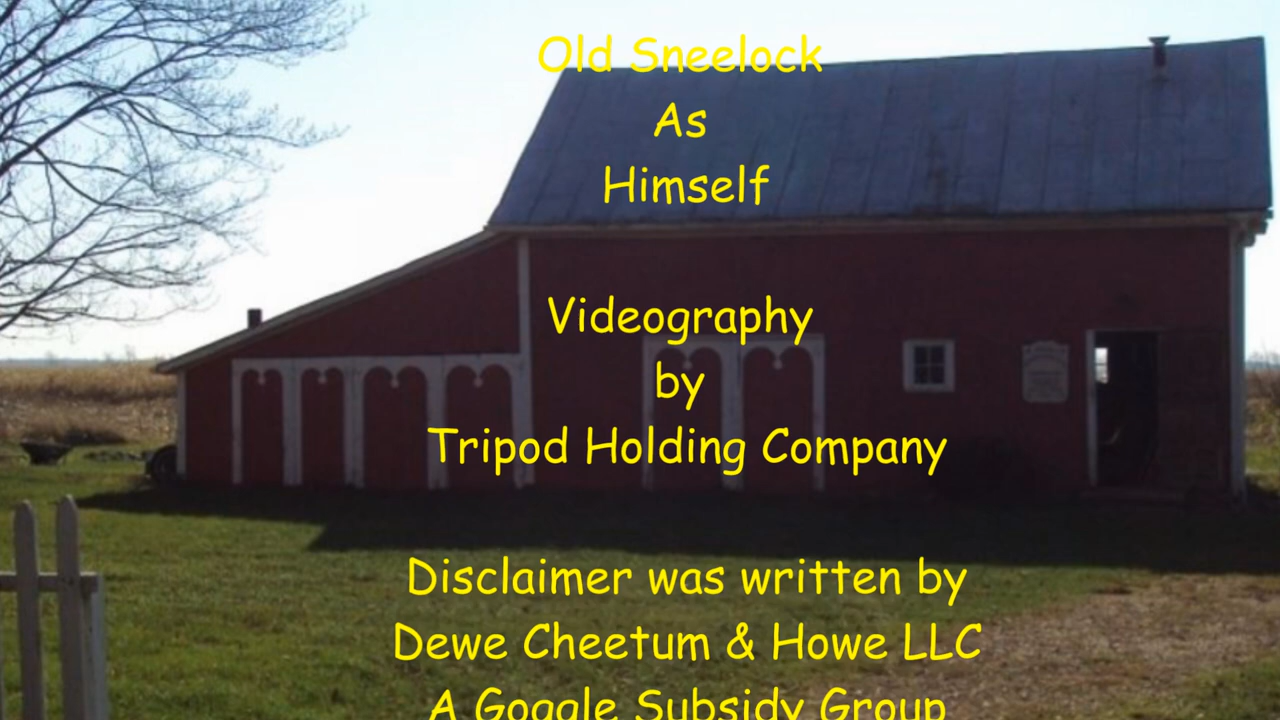 Old Sneelock
As
Himself
Videography
by
Tripod Holding Company
Disclaimer was written by
Dewe Cheetum & Howe LLC
A Goggle Subsidy Group